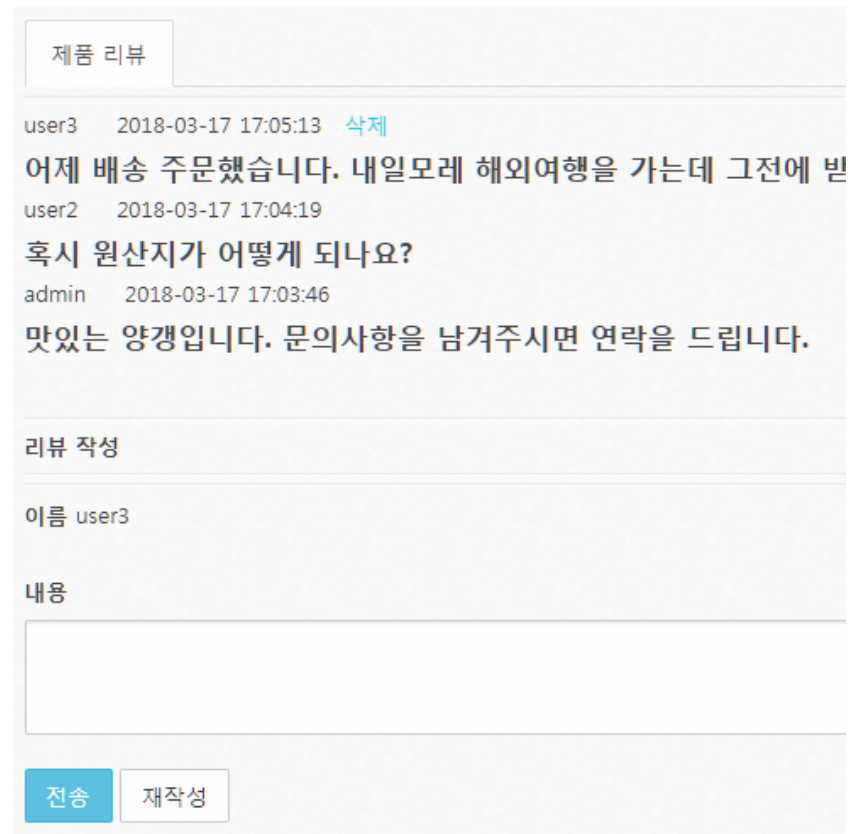 제품 리뷰
user3 2018-03-17 17:05:13 삭제
어제 배송 주문했습니다. 내일모레 해외여행을 가는데 그전에
user2 2018-03-17 17:04:19
혹시 원산지가 어떻게 되나요?
admin 2018-03-17 17:03:46
맛있는 양갱입니다. 문의사항을 남겨주시면 연락을 드립니다.
리뷰 작성
이름 user3
내용
전송 재작성